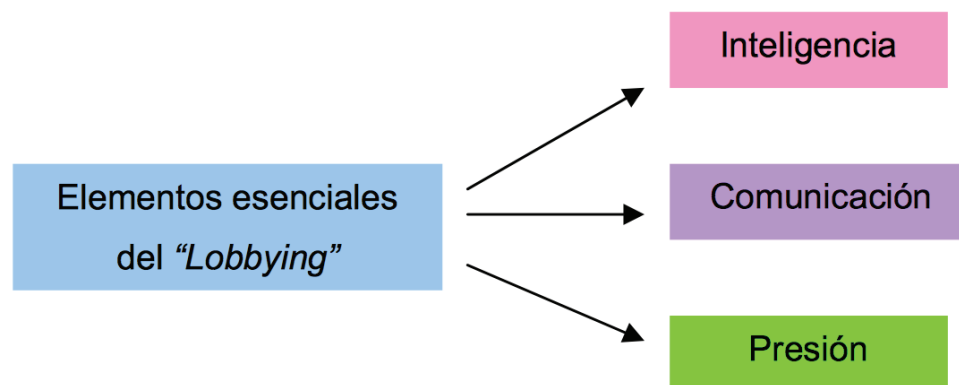 Inteligencia
Elementos esenciales
del “Lobbying”
Comunicación
Presión